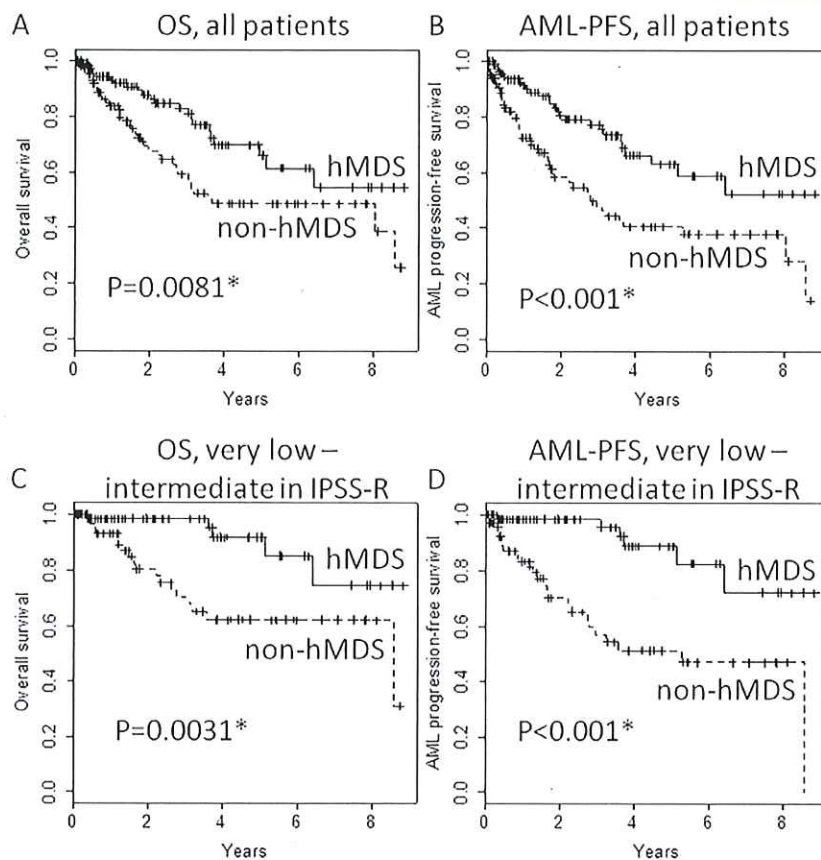 A
OS, all patients
Overall survival
1.0
0.8
0.6
0.4
0.2
0.0
hMDS
non-hMDS
P=0.0081*
0
2
4
6
8
Years
B
AML-PFS, all patients
AML progression-free survival
1.0
0.8
0.6
0.4
0.2
0.0
hMDS
non-hMDS
P<0.001*
0
2
4
6
8
Years
C
OS, very low –
intermediate in IPSS-R
Overall survival
1.0
0.8
0.6
0.4
0.2
0.0
hMDS
non-hMDS
P=0.0031*
0
2
4
6
8
Years
D
AML-PFS, very low –
intermediate in IPSS-R
AML progression-free survival
1.0
0.8
0.6
0.4
0.2
0.0
hMDS
non-hMDS
P<0.001*
0
2
4
6
8
Years